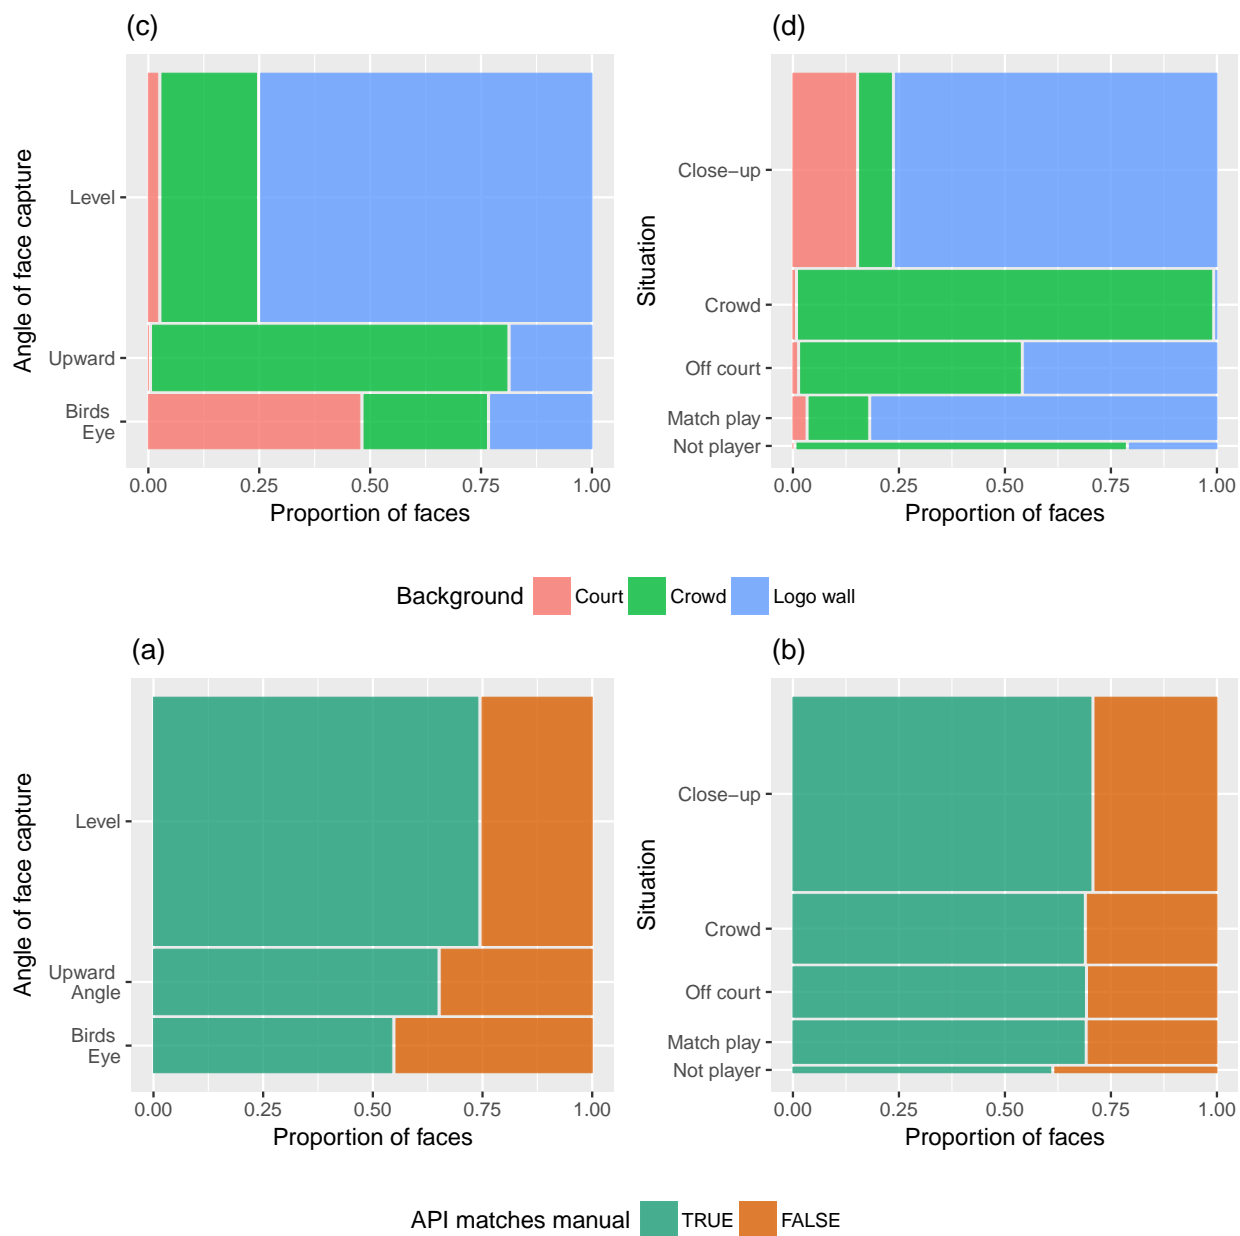 (c)
Angle of face capture
Level
Upward
Birds
Eye
0.00 0.25 0.50 0.75 1.00
Proportion of faces
(d)
Situation
Close-up
Crowd
Off court
Match play
Not player
0.00 0.25 0.50 0.75 1.00
Proportion of faces
Background Court Crowd Logo wall
(a)
Angle of face capture
Level
Upward
Angle
Birds
Eye
0.00 0.25 0.50 0.75 1.00
Proportion of faces
(b)
Situation
Close-up
Crowd
Off court
Match play
Not player
0.00 0.25 0.50 0.75 1.00
Proportion of faces
API matches manual TRUE FALSE